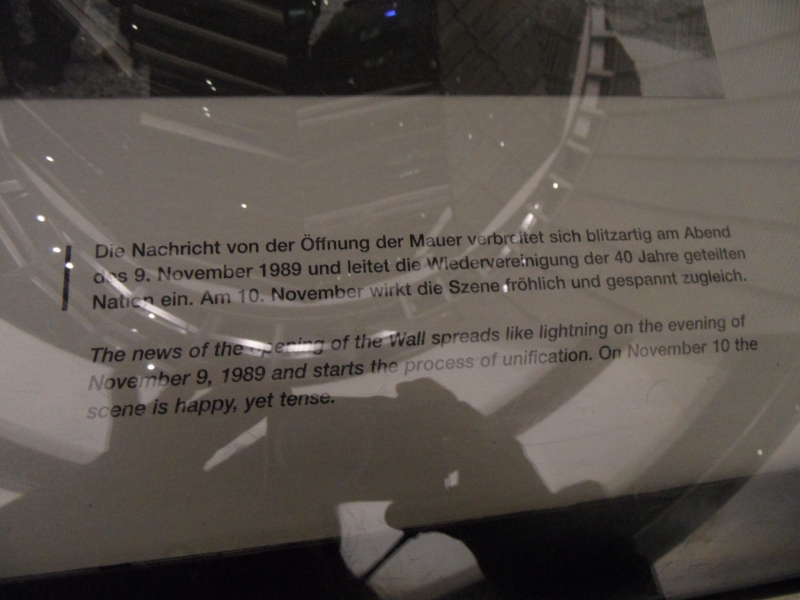 Die Nachricht von der Öffnung der Mauer verbreitet sich blitzartig am Abend
des 9. November 1989 und leitet die Wiedervereinigung der 40 Jahre geteilten
Nation ein. Am 10. November wirkt die Szene fröhlich und gespannt zugleich.
The news of the opening of the Wall spreads like lightning on the evening of
November 9, 1989 and starts the process of unification. On November 10 the
scene is happy, yet tense.